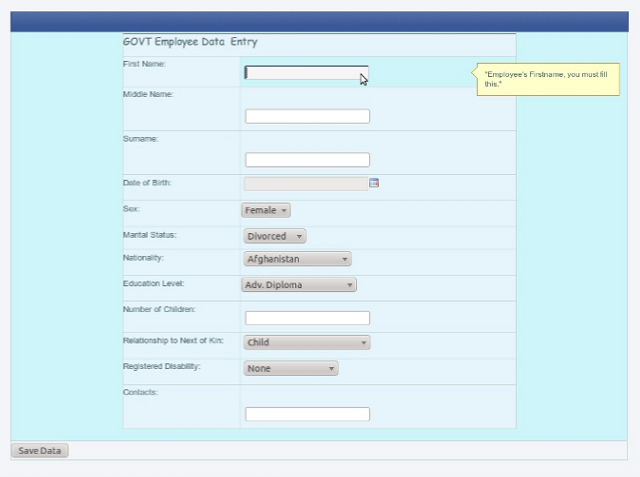 GOVT Employee Data Entry
First Name:
"Employee's Firstname, you must fill
this."
Middle Name:
Surname:
Date of Birth:
Sex: Female
Marital Status: Divorced
Nationality: Afghanistan
Education Level: Adv. Diploma
Number of Children:
Relationship to Next of Kin: Child
Registered Disability: None
Contacts:
Save Data